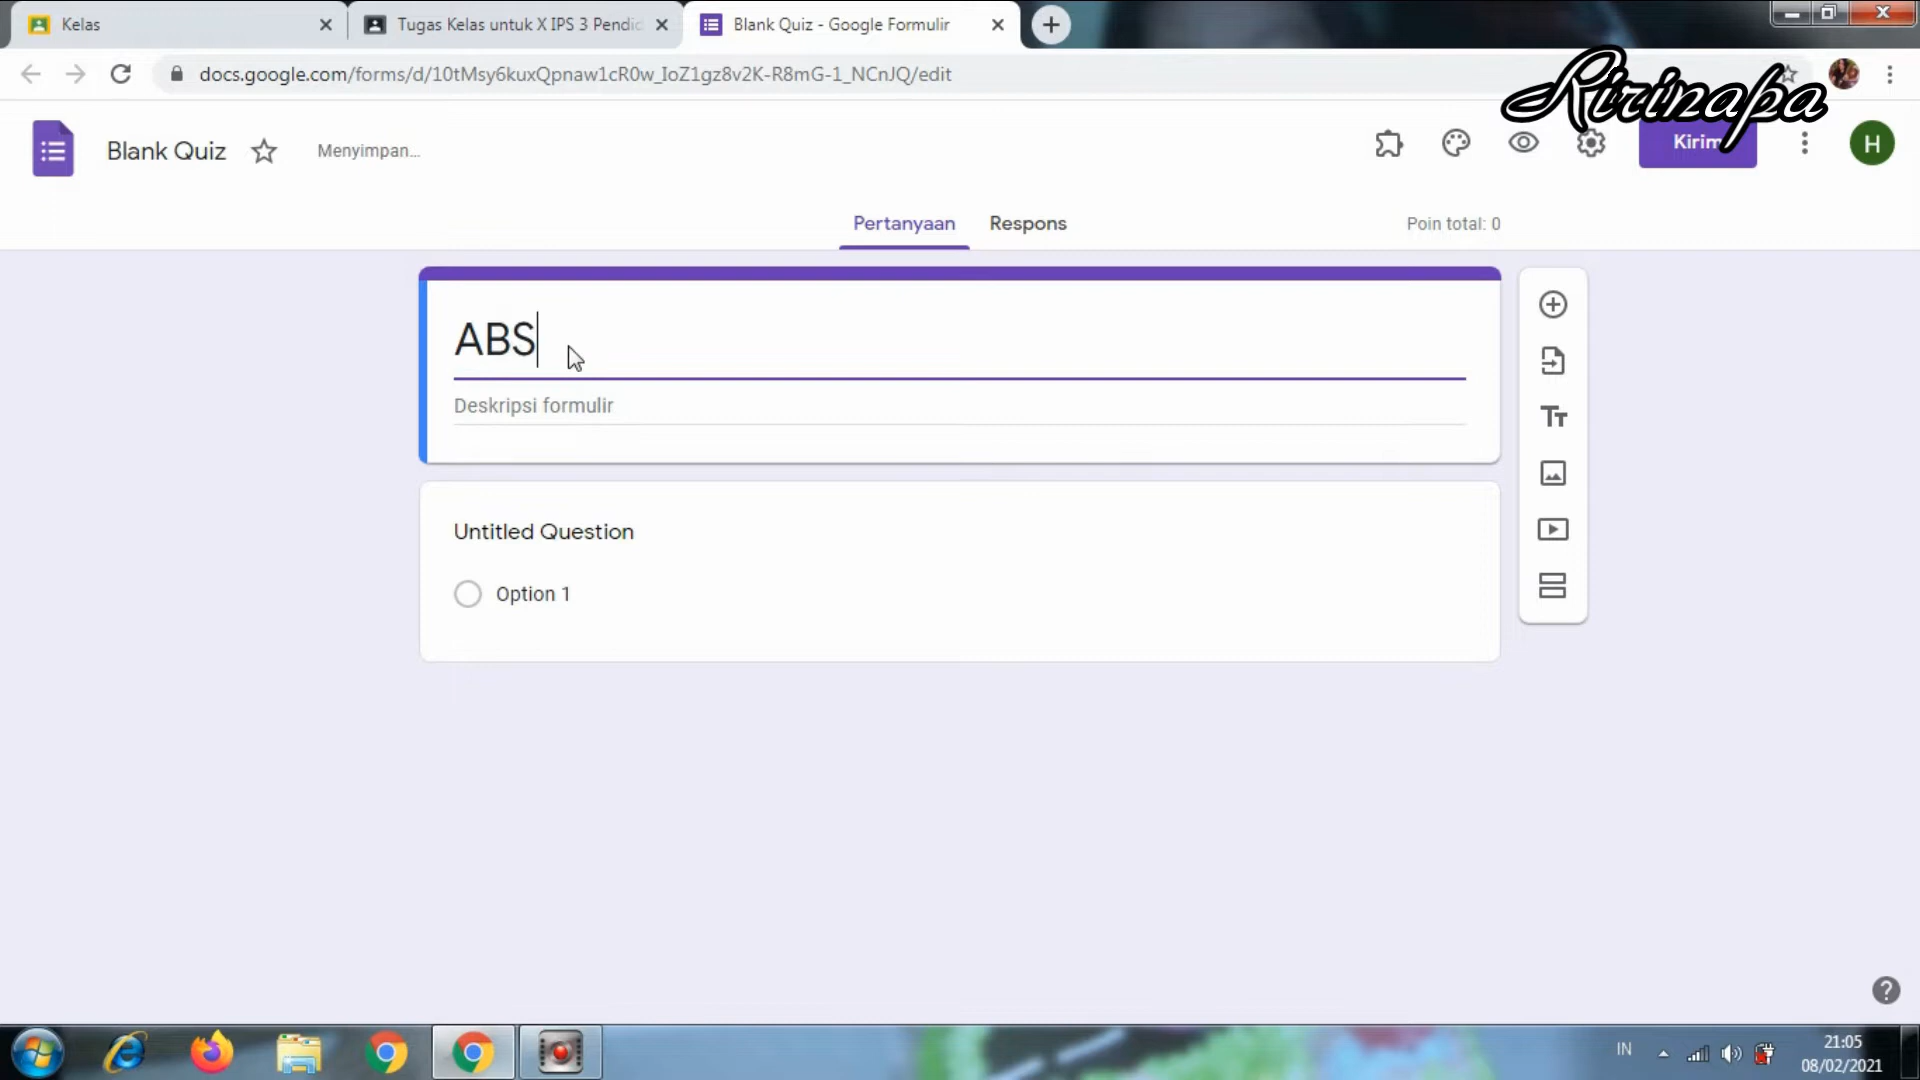 Kelas
Tugas Kelas untuk X IPS 3 Pendid
Blank Quiz - Google Formulir
docs.google.com/forms/d/10tMsy6kuxQpnaw1cR0w_IoZ1gz8v2K-R8mG-1_NCnJQ/edit
Ririnapa
Blank Quiz
Menyimpan...
Kirim
H
Pertanyaan
Respons
Poin total: 0
ABS
Deskripsi formulir
Untitled Question
Option 1
IN
21:05
08/02/2021